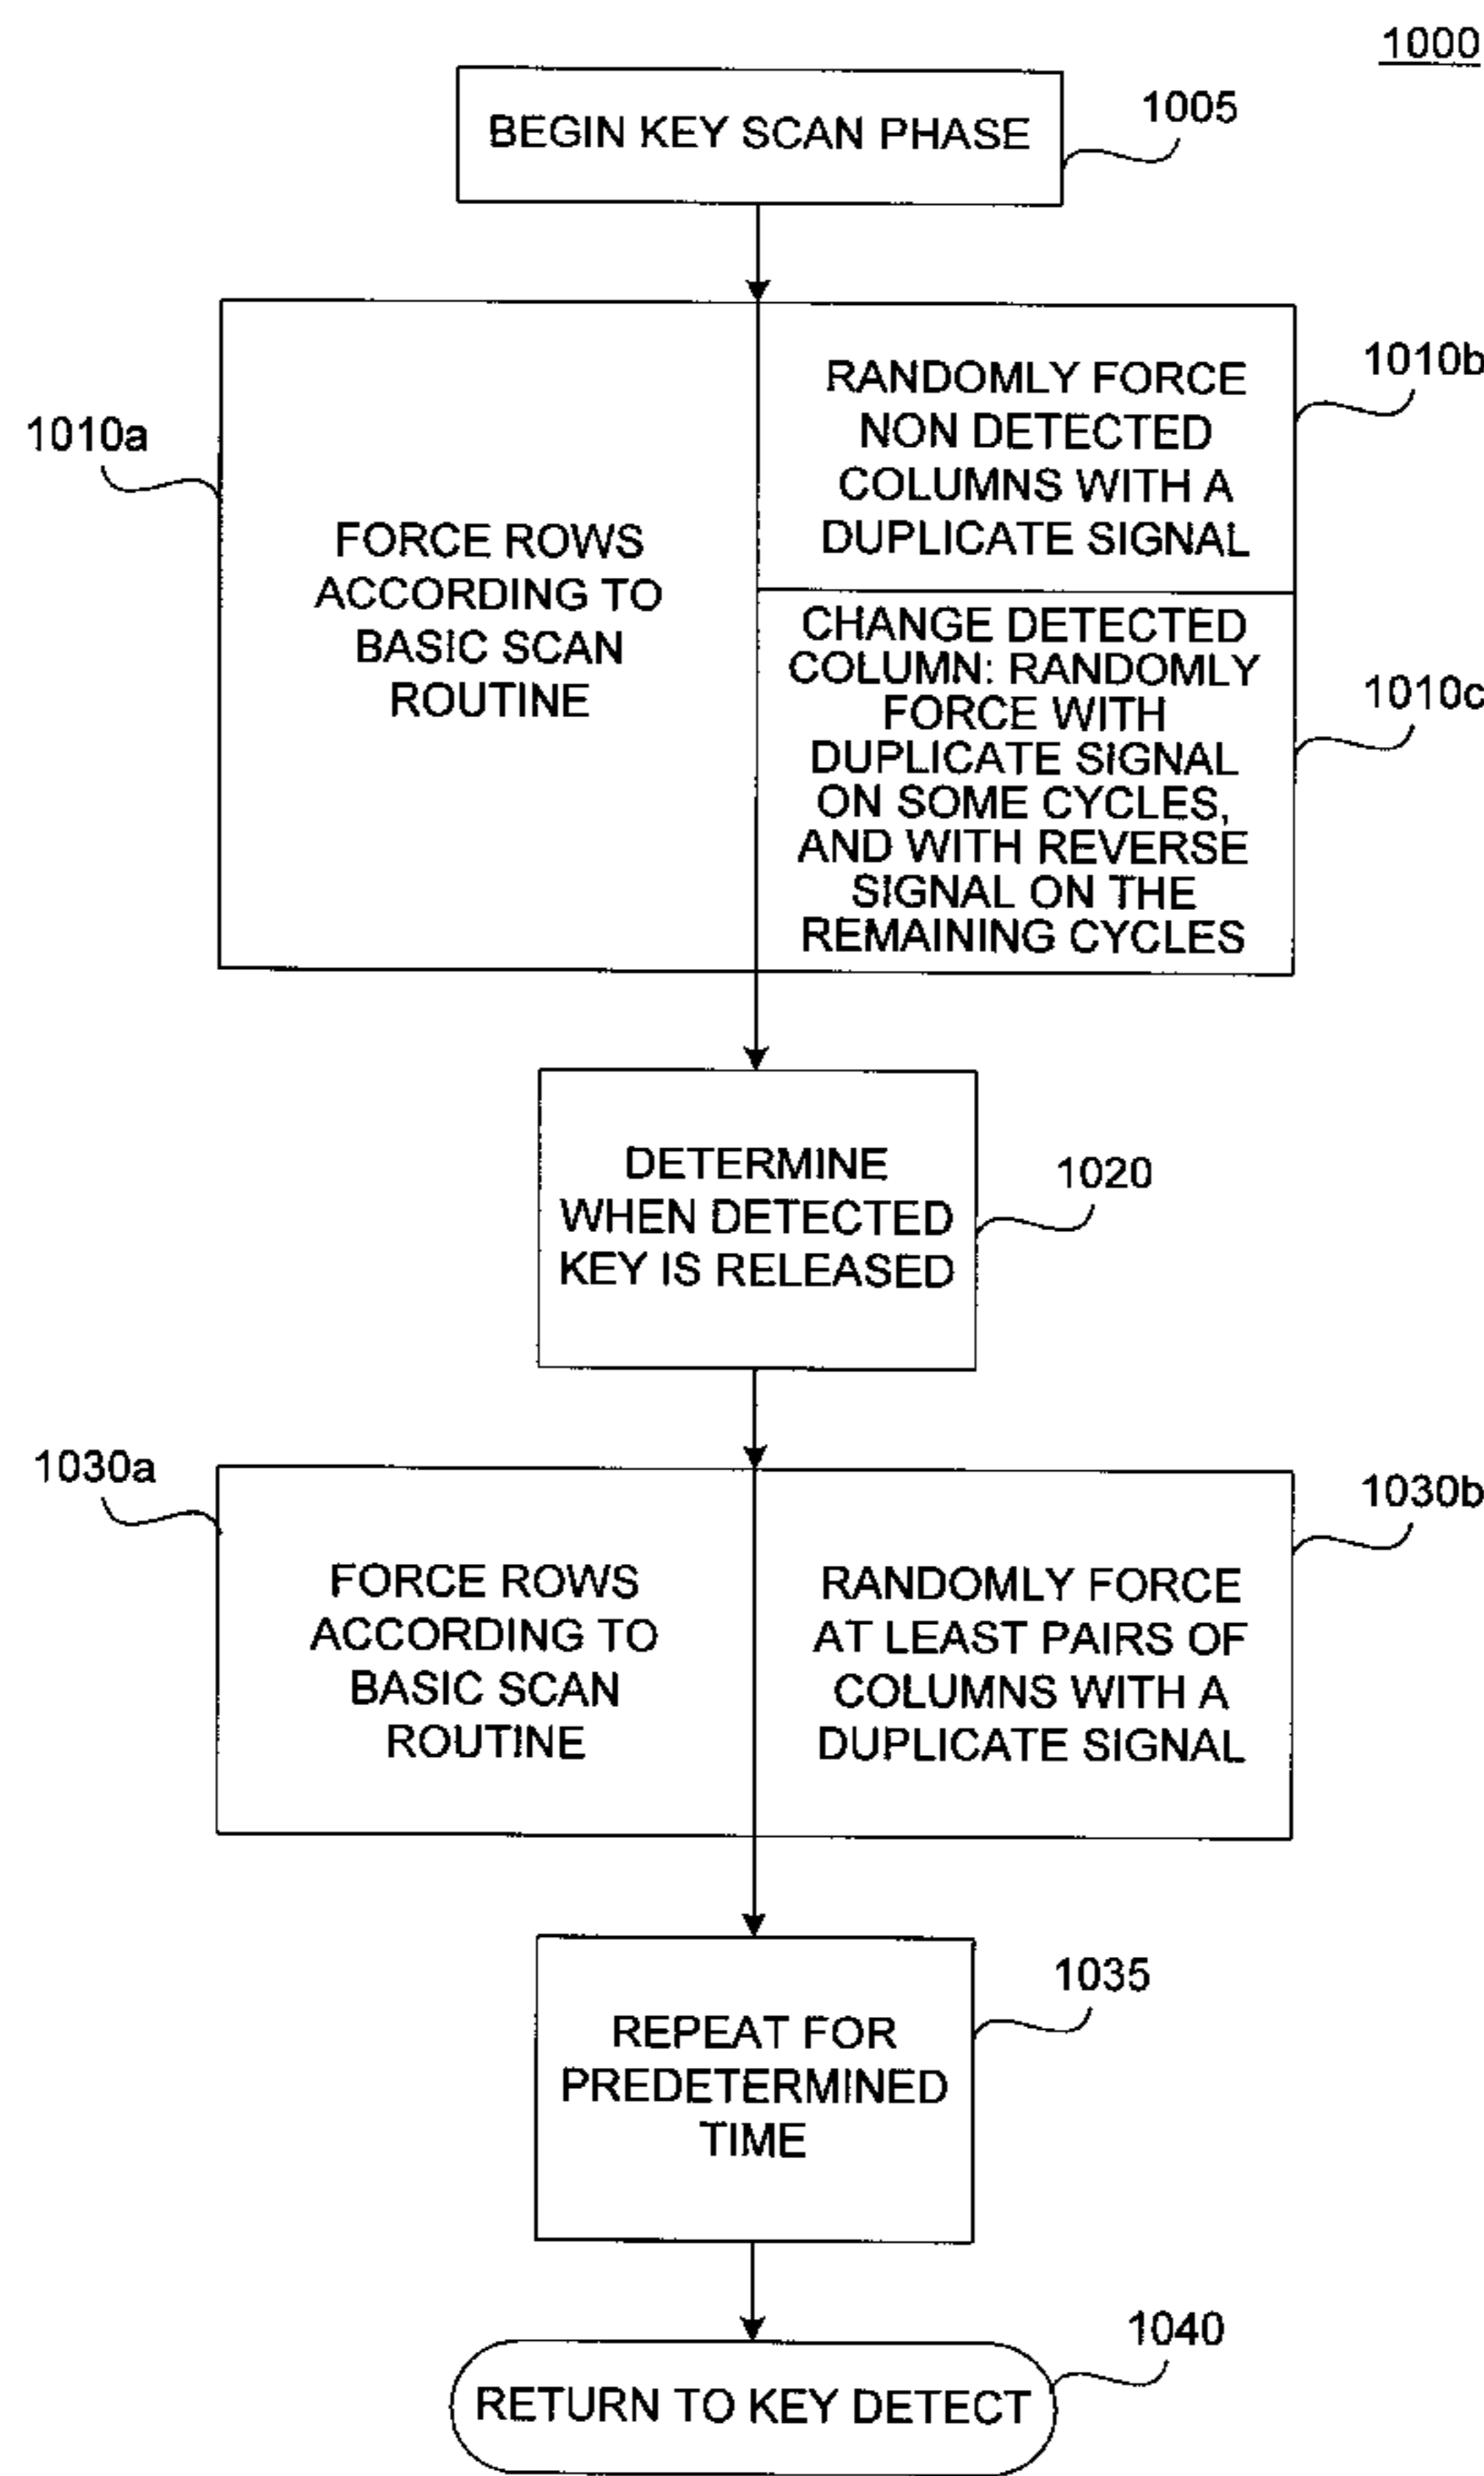 1000
BEGIN KEY SCAN PHASE
1005
1010a
FORCE ROWS
ACCORDING TO
BASIC SCAN
ROUTINE
RANDOMLY FORCE
NON DETECTED
COLUMNS WITH A
DUPLICATE SIGNAL
1010b
CHANGE DETECTED
COLUMN: RANDOMLY
FORCE WITH
DUPLICATE SIGNAL
ON SOME CYCLES,
AND WITH REVERSE
SIGNAL ON THE
REMAINING CYCLES
1010c
DETERMINE
WHEN DETECTED
KEY IS RELEASED
1020
1030a
FORCE ROWS
ACCORDING TO
BASIC SCAN
ROUTINE
RANDOMLY FORCE
AT LEAST PAIRS OF
COLUMNS WITH A
DUPLICATE SIGNAL
1030b
REPEAT FOR
PREDETERMINED
TIME
1035
RETURN TO KEY DETECT
1040